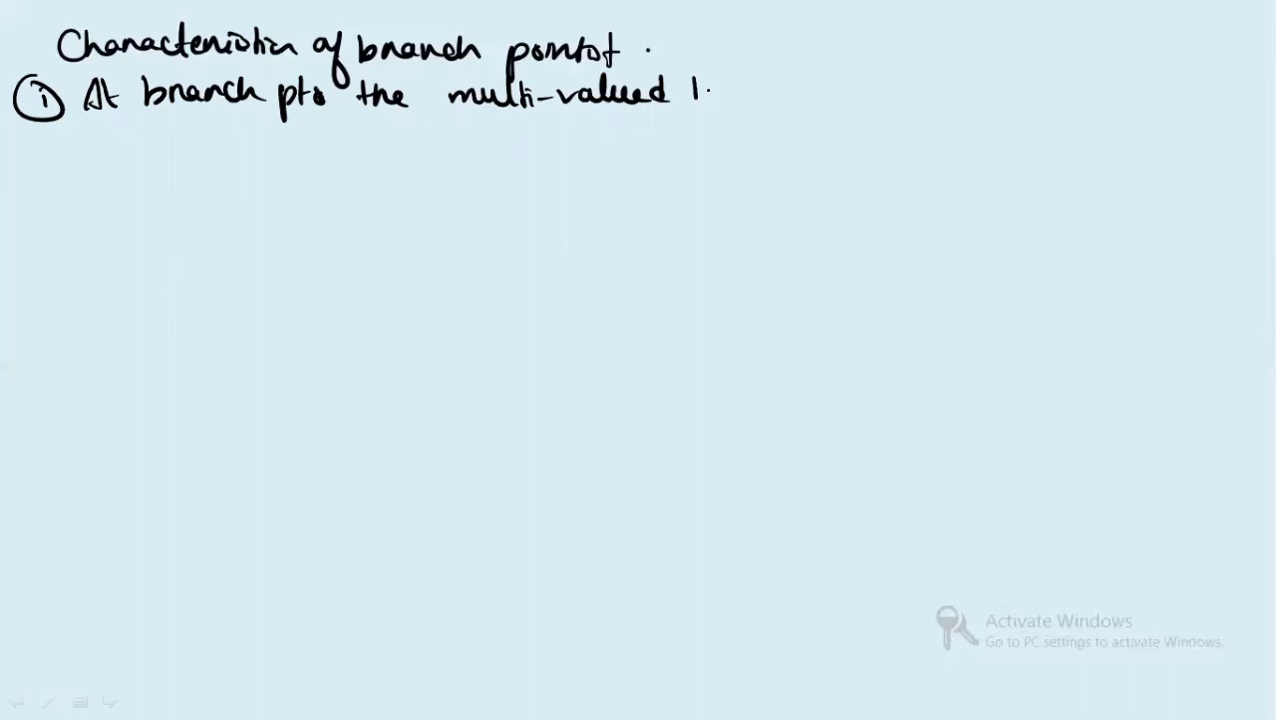 Characteristics of branch point .
① At branch pts the multi-valued
Activate Windows
Go to PC settings to activate Windows.